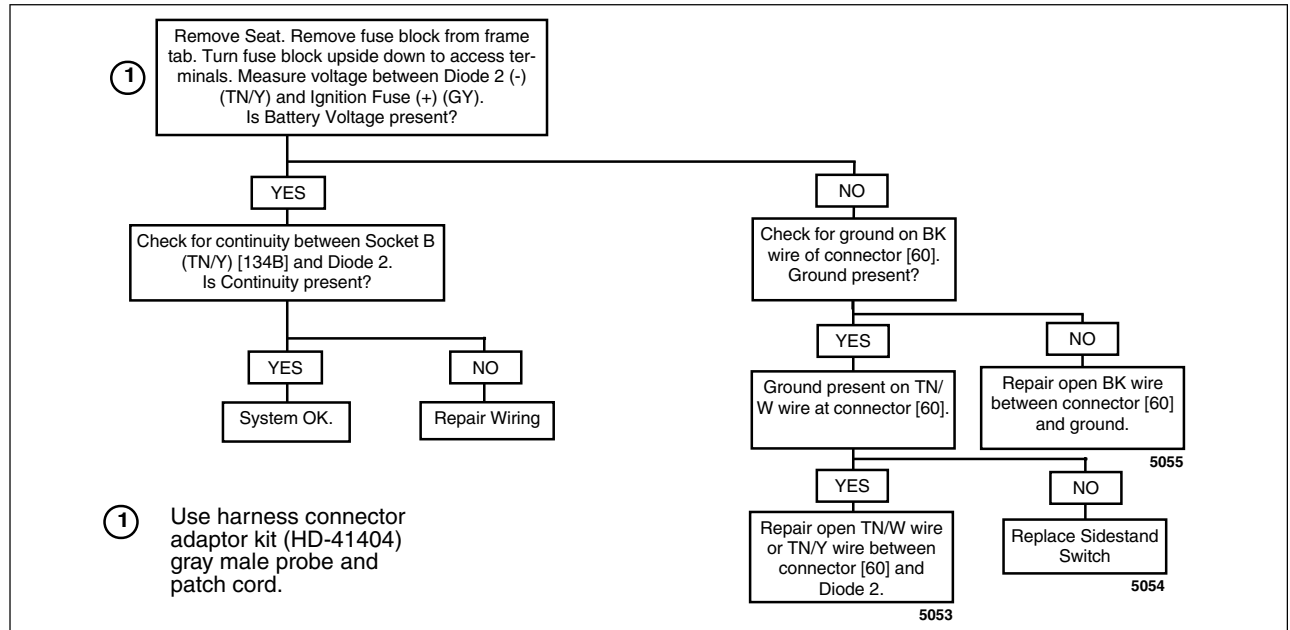 1
Remove Seat. Remove fuse block from frame
tab. Turn fuse block upside down to access ter-
minals. Measure voltage between Diode 2 (-)
(TN/Y) and Ignition Fuse (+) (GY).
Is Battery Voltage present?
YES
NO
Check for continuity between Socket B
(TN/Y) [134B] and Diode 2.
Is Continuity present?
Check for ground on BK
wire of connector [60].
Ground present?
YES
NO
YES
NO
System OK.
Repair Wiring
Ground present on TN/
W wire at connector [60].
Repair open BK wire
between connector [60]
and ground.
5055
YES
NO
Repair open TN/W wire
or TN/Y wire between
connector [60] and
Diode 2.
5053
Replace Sidestand
Switch
5054
1
Use harness connector
adaptor kit (HD-41404)
gray male probe and
patch cord.